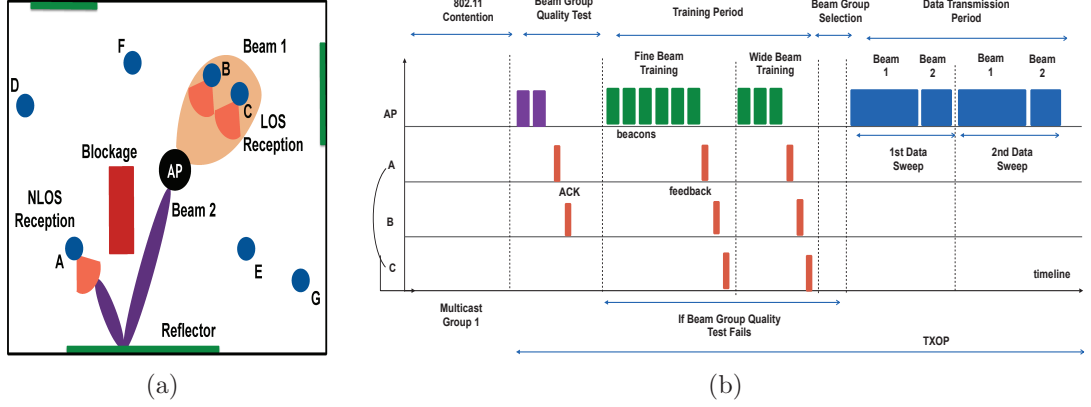 F
Beam 1
B
D
C
LOS
Reception
Blockage
AP
NLOS
Reception
Beam 2
A
E
G
Reflector
(a)
802.11
Contention
Beam Group
Quality Test
Training Period
Beam Group
Selection
Data Transmission
Period
Fine Beam
Training
Wide Beam
Training
Beam
1
Beam
2
Beam
1
Beam
2
AP
beacons
1st Data
Sweep
2nd Data
Sweep
A
ACK
feedback
B
C
timeline
Multicast
Group 1
If Beam Group Quality
Test Fails
TXOP
(b)